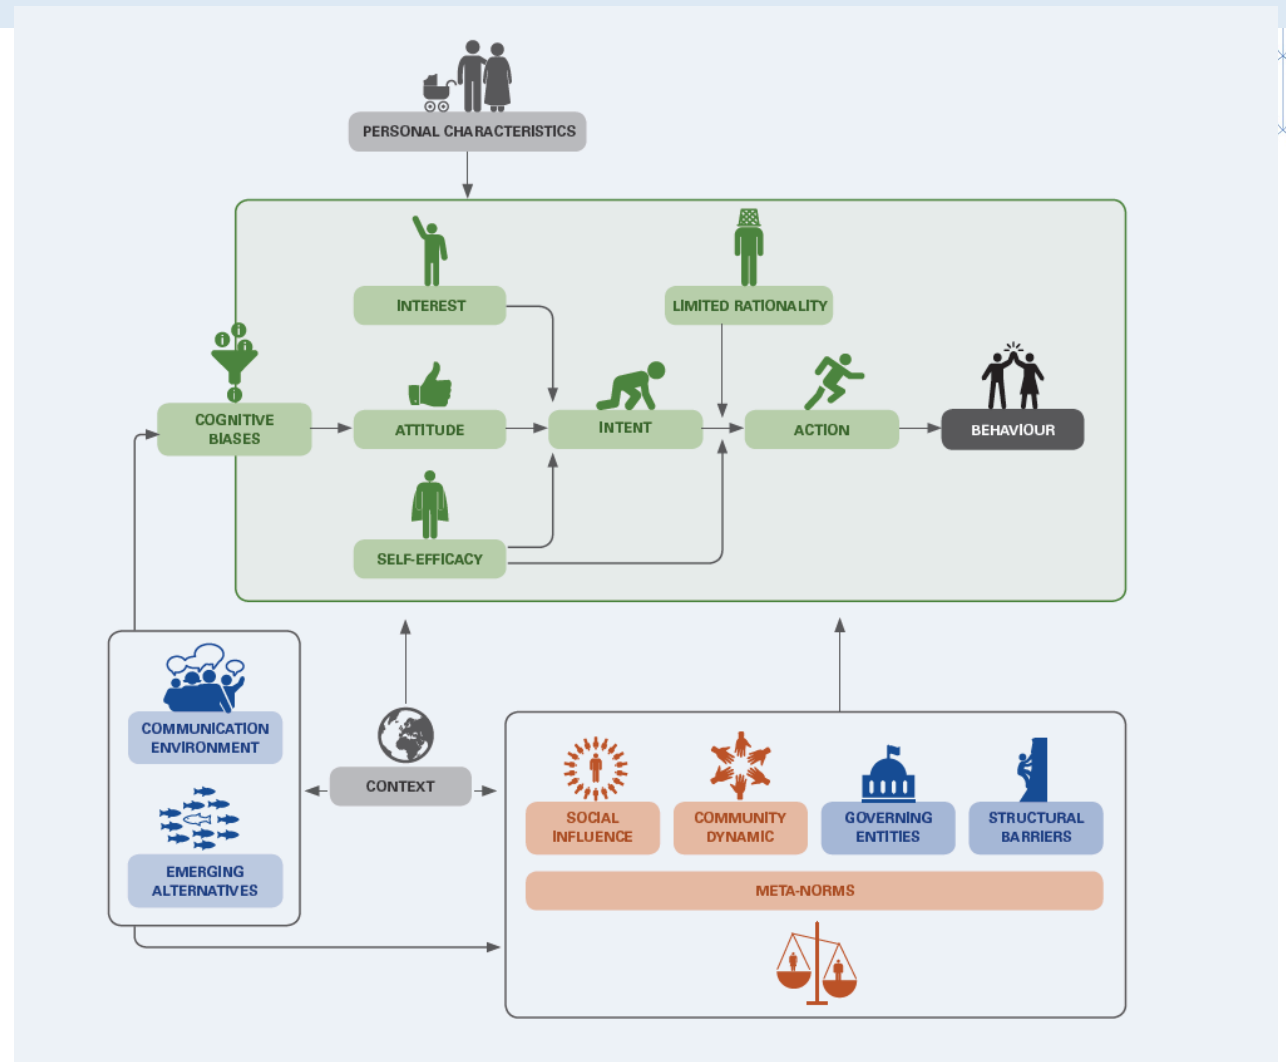 PERSONAL CHARACTERISTICS
INTEREST
LIMITED RATIONALITY
COGNITIVE
BIASES
ATTITUDE
INTENT
ACTION
BEHAVIOUR
SELF-EFFICACY
COMMUNICATION
ENVIRONMENT
CONTEXT
EMERGING
ALTERNATIVES
SOCIAL
INFLUENCE
COMMUNITY
DYNAMIC
GOVERNING
ENTITIES
STRUCTURAL
BARRIERS
META-NORMS